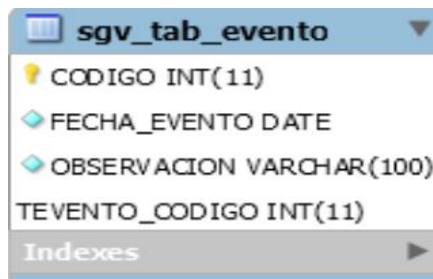 sgv_tab_evento
CODIGO INT(11)
FECHA_EVENTO DATE
OBSERVACION VARCHAR(100)
TEVENTO_CODIGO INT(11)
Indexes